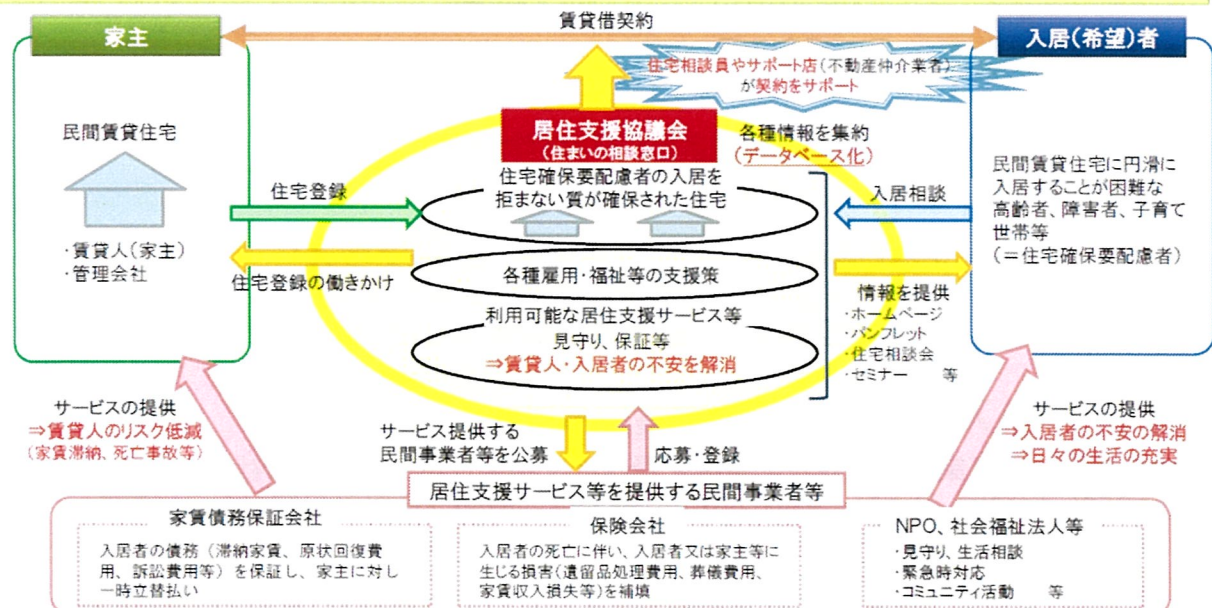 賃貸借契約
家主
入居(希望)者
住宅相談員やサポート店(不動産仲介業者)
が契約をサポート
居住支援協議会
(住まいの相談窓口)
各種情報を集約
(データベース化)
民間賃貸住宅
・賃貸人(家主)
・管理会社
住宅登録
住宅登録の働きかけ
住宅確保要配慮者の入居を
拒まない質が確保された住宅
各種雇用・福祉等の支援策
利用可能な居住支援サービス等
見守り、保証等
⇒賃貸人・入居者の不安を解消
入居相談
情報を提供
・ホームページ
・パンフレット
・住宅相談会
・セミナー 等
民間賃貸住宅に円滑に
入居することが困難な
高齢者、障害者、子育て
世帯等
(=住宅確保要配慮者)
サービスの提供
⇒賃貸人のリスク低減
(家賃滞納、死亡事故等)
サービス提供する
民間事業者等を公募
応募・登録
サービスの提供
⇒入居者の不安の解消
⇒日々の生活の充実
居住支援サービス等を提供する民間事業者等
家賃債務保証会社
入居者の債務(滞納家賃、原状回復費
用、訴訟費用等)を保証し、家主に対し
一時立替払い
保険会社
入居者の死亡に伴い、入居者又は家主等に
生じる損害(遺留品処理費用、葬儀費用、
家賃収入損失等)を補填
NPO、社会福祉法人等
・見守り、生活相談
・緊急時対応
・コミュニティ活動 等